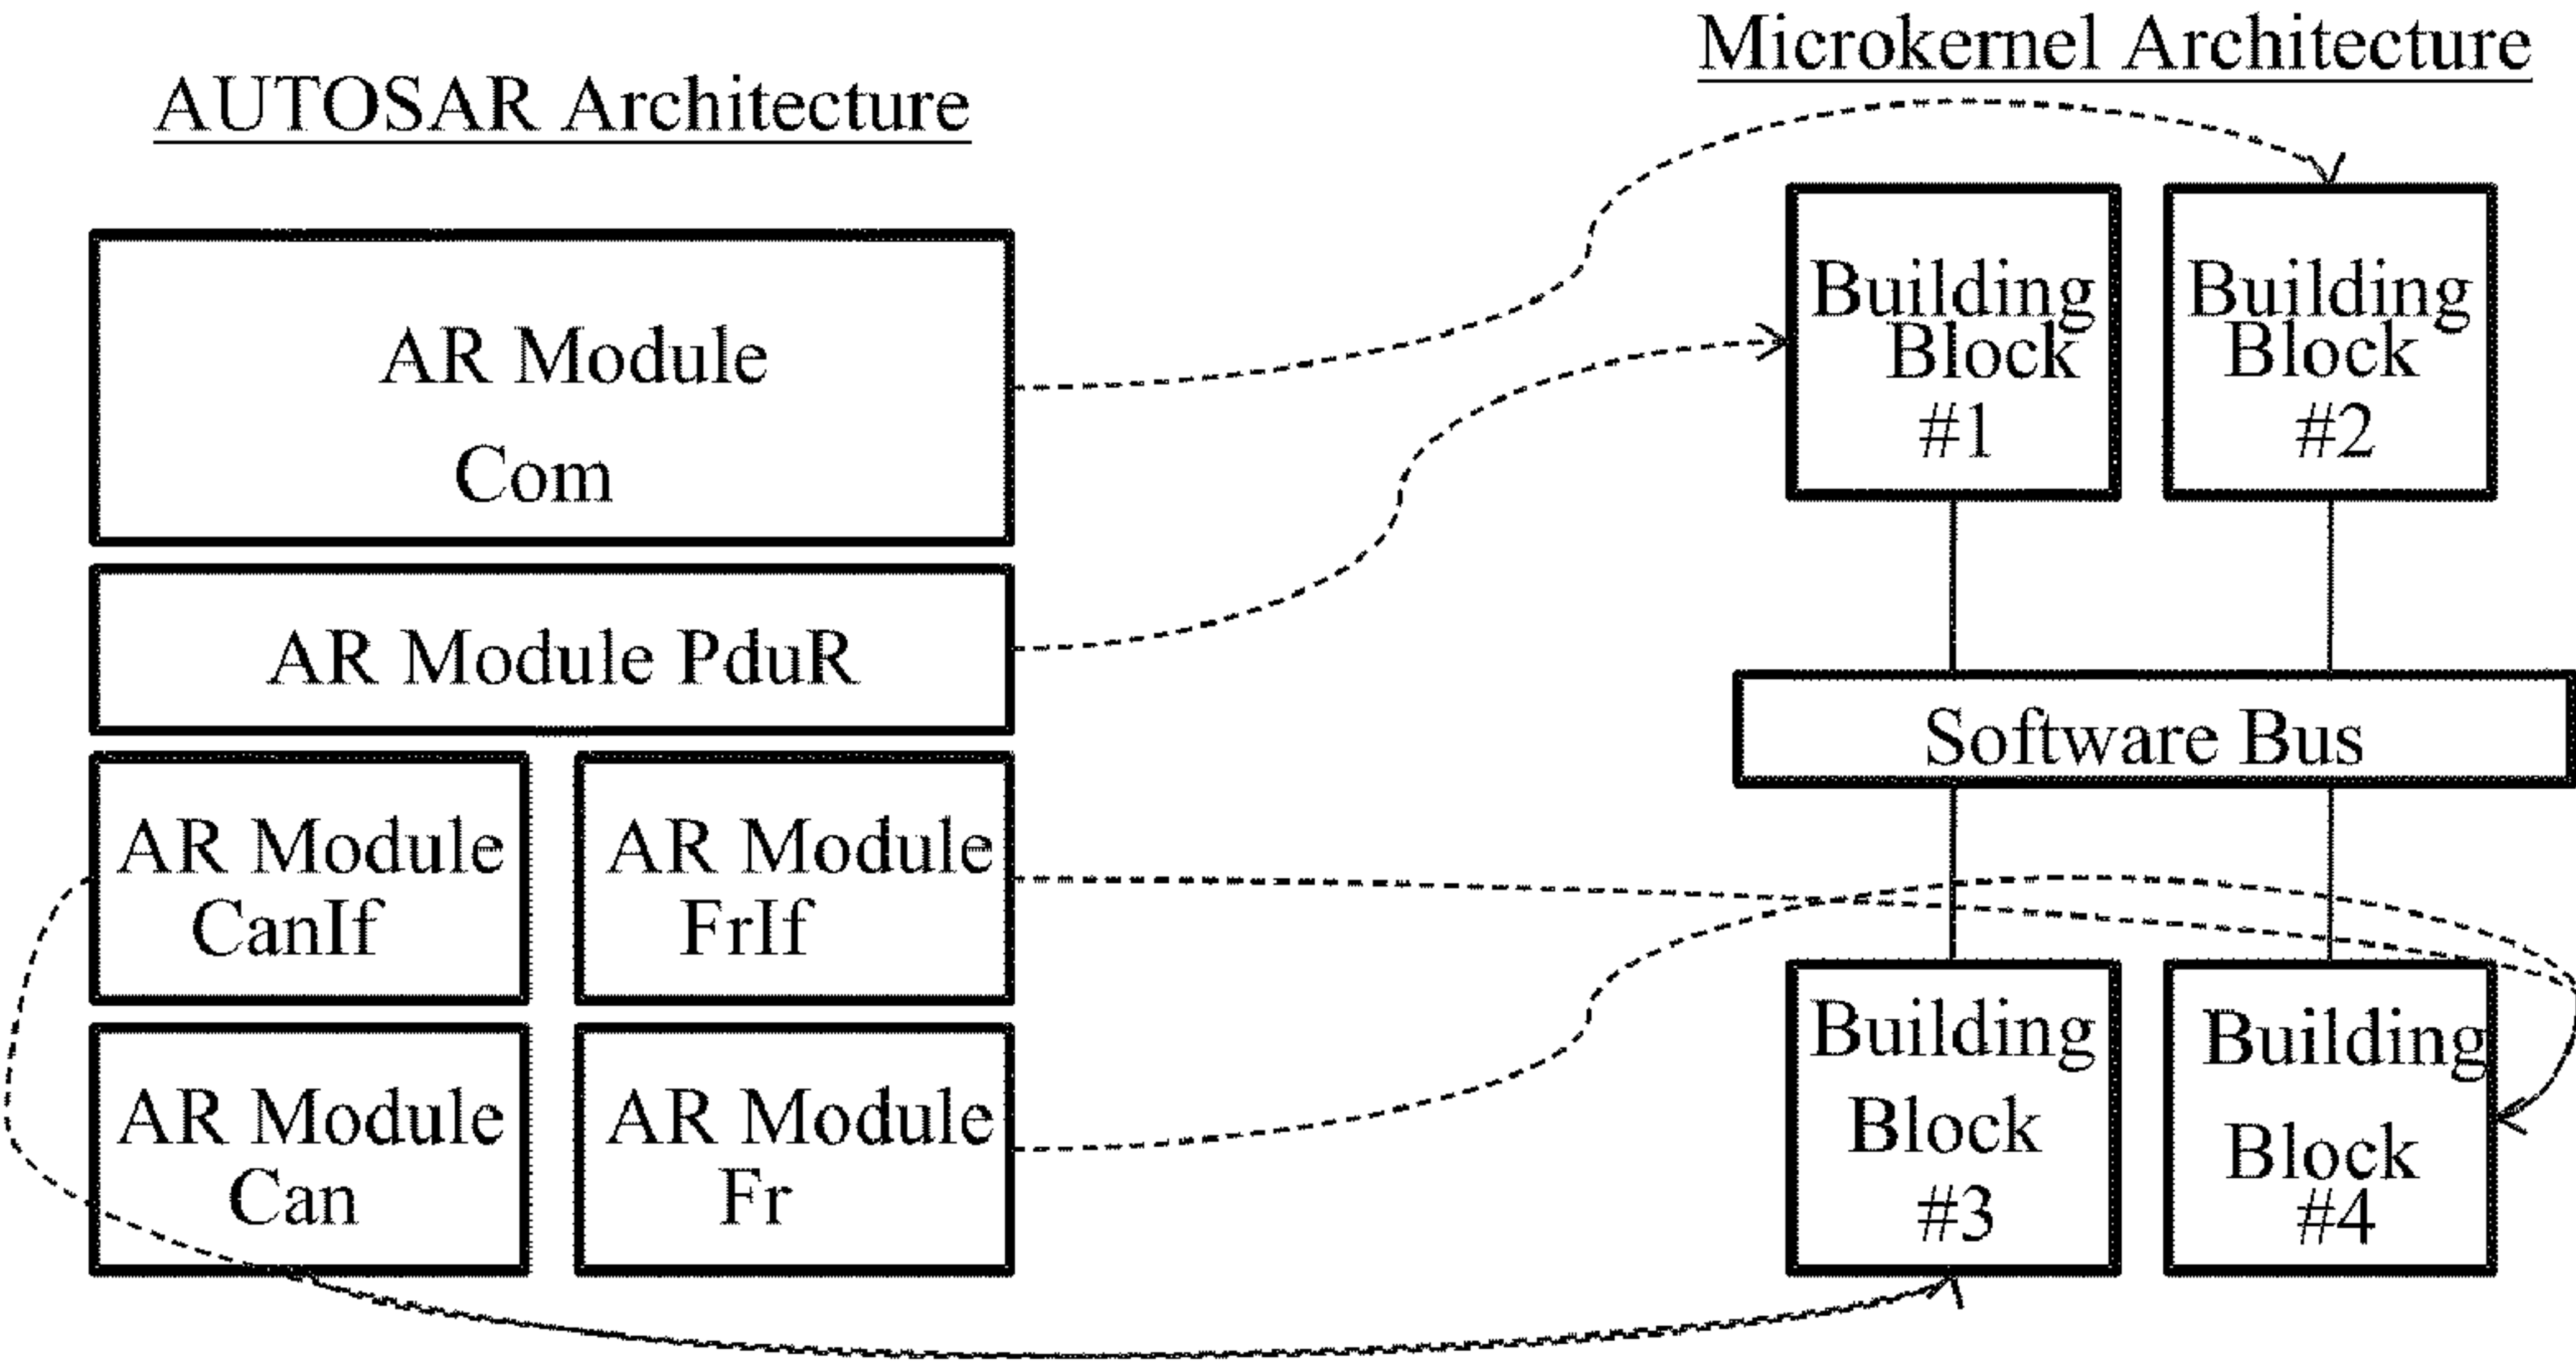 AUTOSAR Architecture
AR Module
Com
AR Module PduR
AR Module
CanIf
AR Module
FrIf
AR Module
Can
AR Module
Fr
Microkernel Architecture
Building
Block
#1
Building
Block
#2
Software Bus
Building
Block
#3
Building
Block
#4